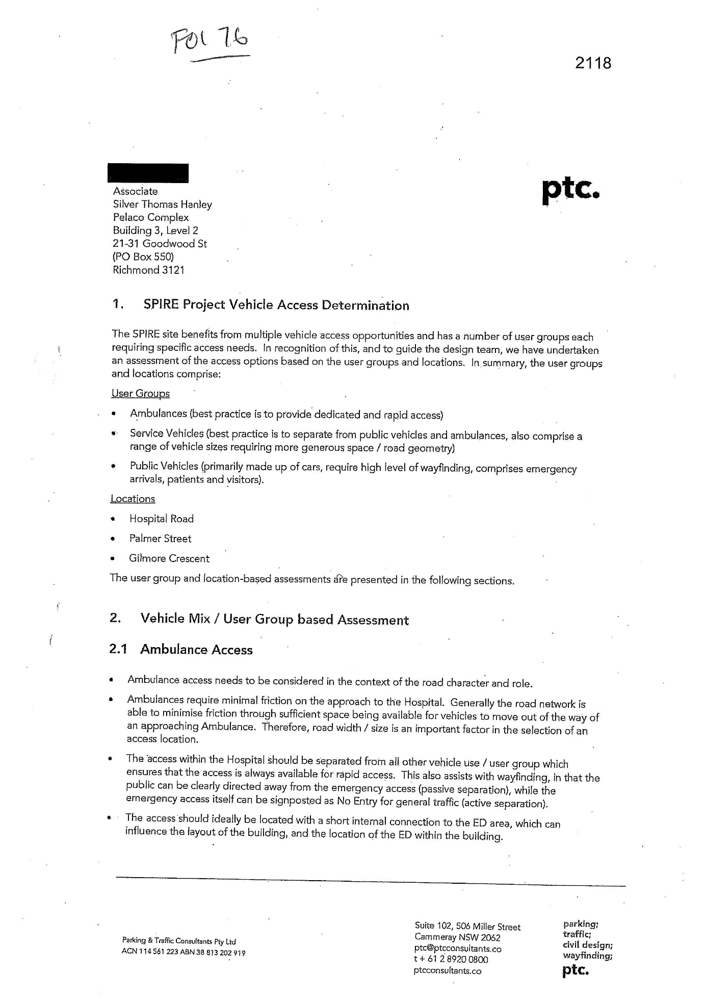 FOI 76
2118
ptc.
Associate
Silver Thomas Hanley
Pelaco Complex
Building 3, Level 2
21-31 Goodwood St
(PO Box 550)
Richmond 3121
1. SPIRE Project Vehicle Access Determination
The SPIRE site benefits from multiple vehicle access opportunities and has a number of user groups each
requiring specific access needs. In recognition of this, and to guide the design team, we have undertaken
an assessment of the access options based on the user groups and locations. In summary, the user groups
and locations comprise:
User Groups
• Ambulances (best practice is to provide dedicated and rapid access)
• Service Vehicles (best practice is to separate from public vehicles and ambulances, also comprise a
range of vehicle sizes requiring more generous space / road geometry)
• Public Vehicles (primarily made up of cars, require high level of wayfinding, comprises emergency
arrivals, patients and visitors).
Locations
• Hospital Road
• Palmer Street
• Gilmore Crescent
The user group and location-based assessments are presented in the following sections.
2. Vehicle Mix / User Group based Assessment
2.1 Ambulance Access
• Ambulance access needs to be considered in the context of the road character and role.
• Ambulances require minimal friction on the approach to the Hospital. Generally the road network is
able to minimise friction through sufficient space being available for vehicles to move out of the way of
an approaching Ambulance. Therefore, road width / size is an important factor in the selection of an
access location.
• The access within the Hospital should be separated from all other vehicle use / user group which
ensures that the access is always available for rapid access. This also assists with wayfinding, in that the
public can be clearly directed away from the emergency access (passive separation), while the
emergency access itself can be signposted as No Entry for general traffic (active separation).
• The access should ideally be located with a short internal connection to the ED area, which can
influence the layout of the building, and the location of the ED within the building.
Parking & Traffic Consultants Pty Ltd
ACN 114 561 223 ABN 38 813 202 919
Suite 102, 506 Miller Street
Cammeray NSW 2062
ptc@ptcconsultants.co
t + 61 2 8920 0800
ptcconsultants.co
parking;
traffic;
civil design;
wayfinding;
ptc.